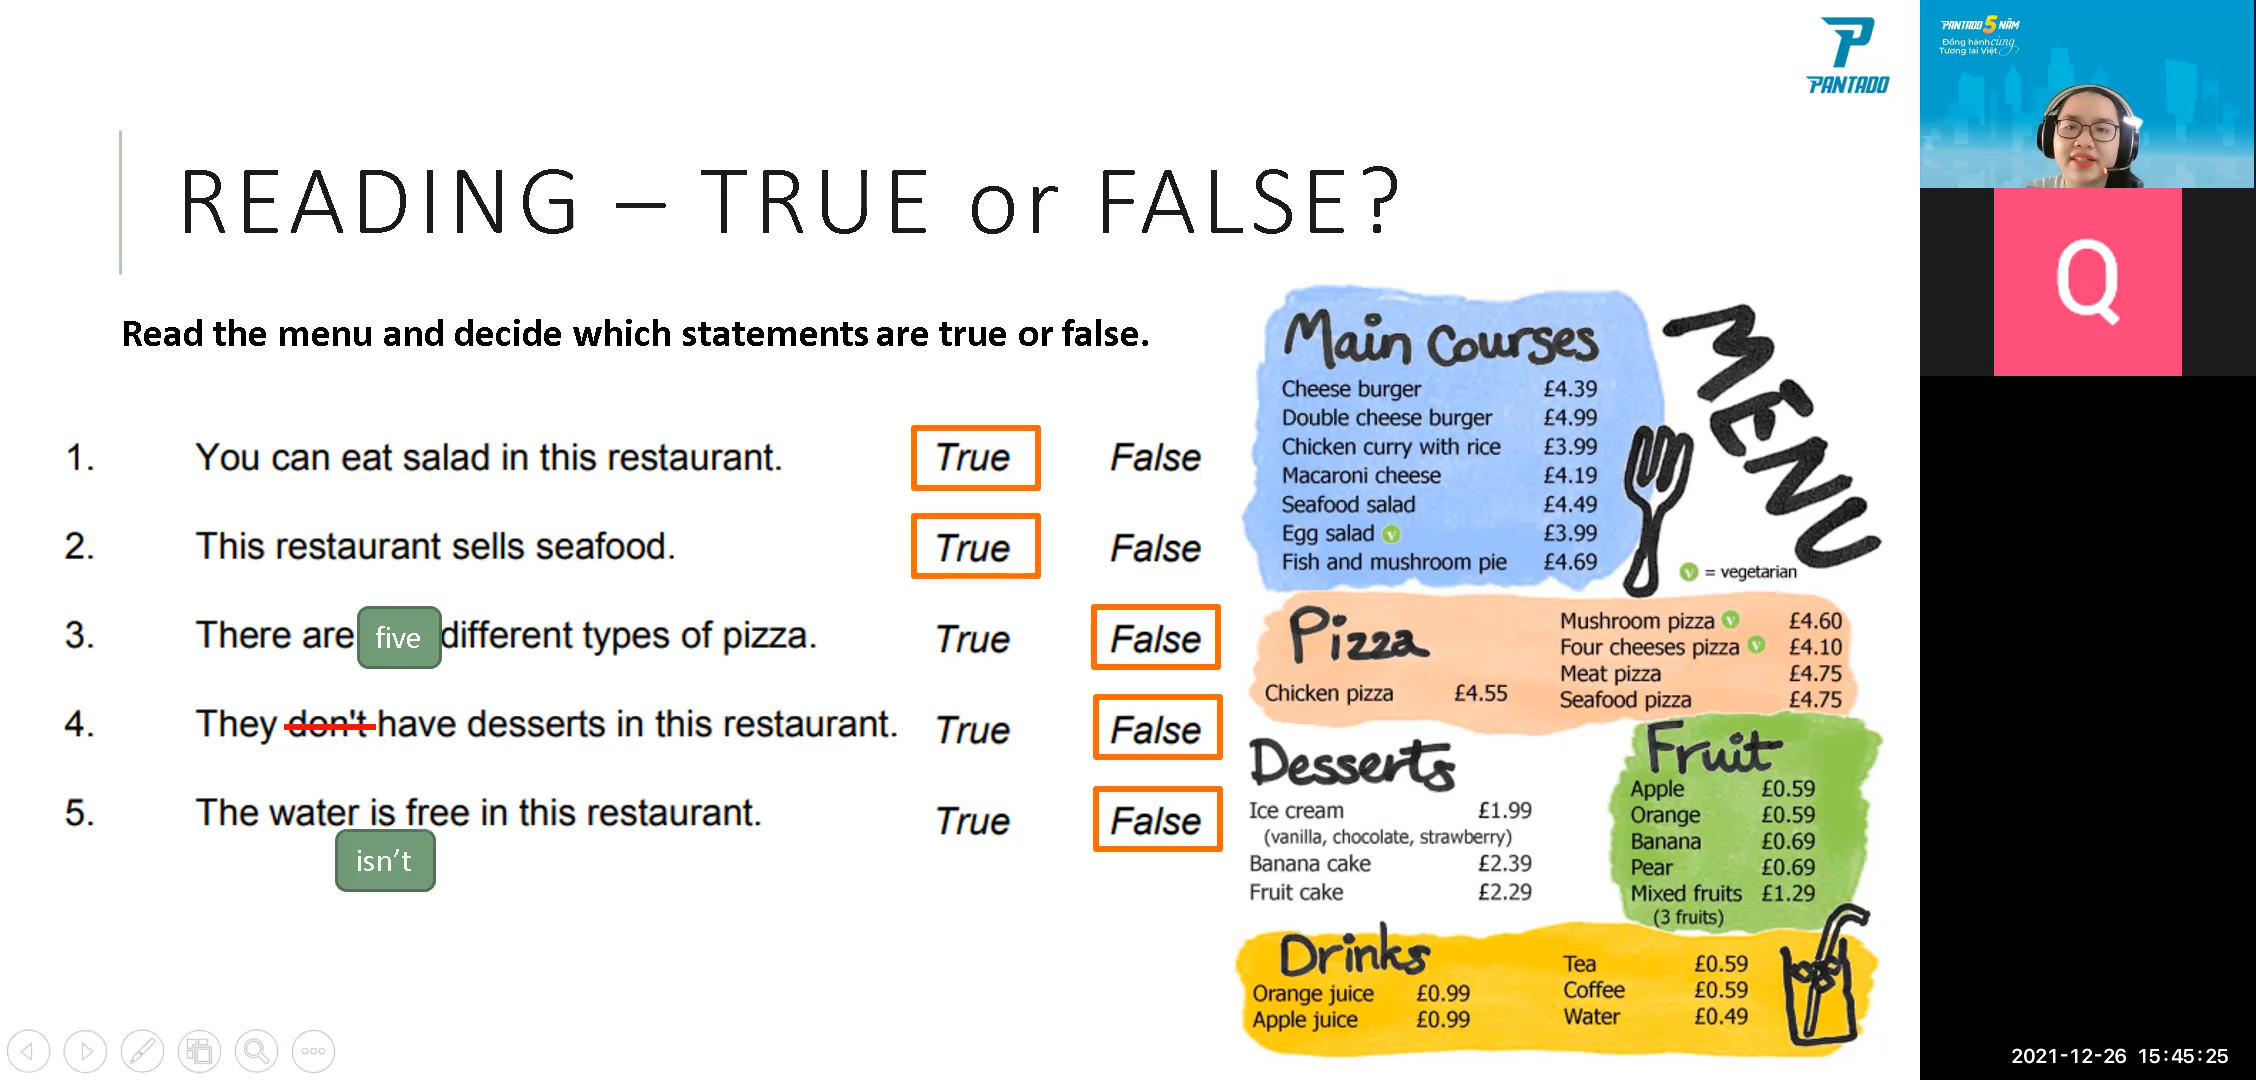 PANTADO
READING – TRUE or FALSE?
Read the menu and decide which statements are true or false.
1. You can eat salad in this restaurant. True False
2. This restaurant sells seafood. True False
3. There are five different types of pizza. True False
4. They don't have desserts in this restaurant. True False
5. The water is free in this restaurant. True False
isn't
MENU
Main Courses
Cheese burger £4.39
Double cheese burger £4.99
Chicken curry with rice £3.99
Macaroni cheese £4.19
Seafood salad £4.49
Egg salad v £3.99
Fish and mushroom pie £4.69
v = vegetarian
Pizza
Chicken pizza £4.55
Mushroom pizza v £4.60
Four cheeses pizza v £4.10
Meat pizza £4.75
Seafood pizza £4.75
Desserts
Ice cream £1.99
(vanilla, chocolate, strawberry)
Banana cake £2.39
Fruit cake £2.29
Fruit
Apple £0.59
Orange £0.59
Banana £0.69
Pear £0.69
Mixed fruits £1.29
(3 fruits)
Drinks
Orange juice £0.99
Apple juice £0.99
Tea £0.59
Coffee £0.59
Water £0.49
PANTADO 5 NĂM
Đồng hành cùng
Tương lai Việt
Q
2021-12-26 15:45:25